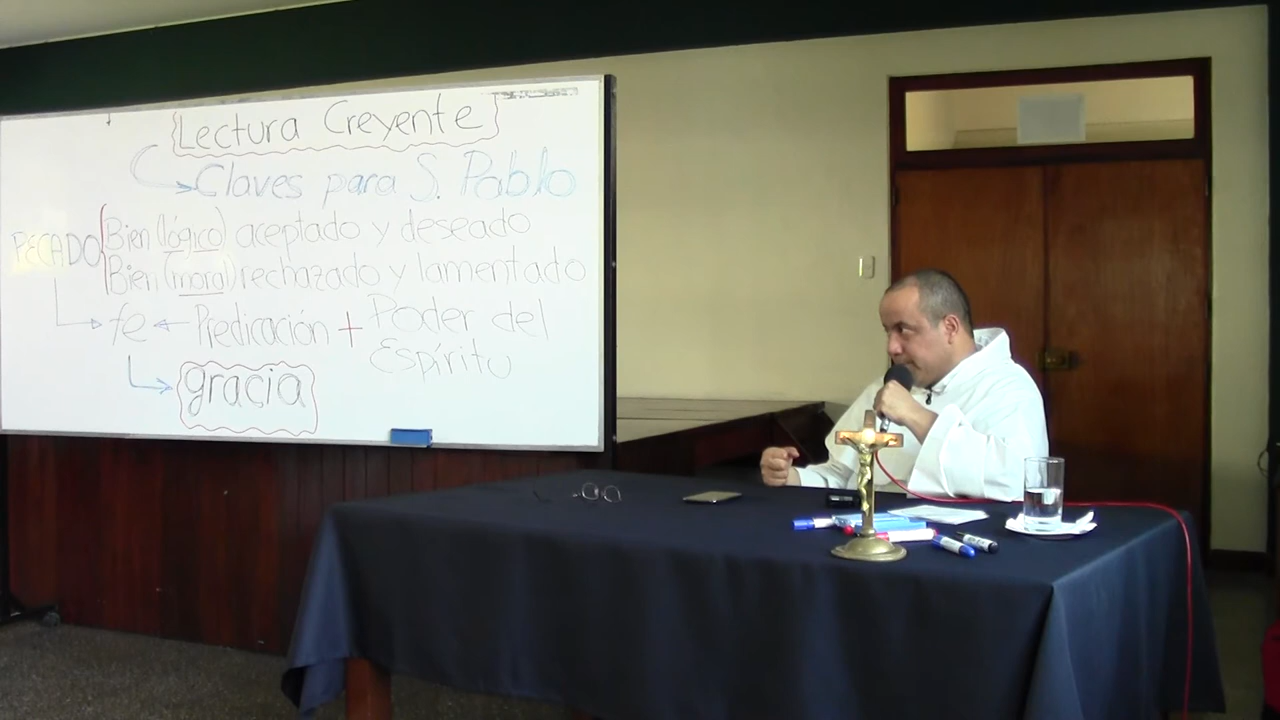 Lectura Creyente
Claves para S. Pablo
PECADO
Bien (lógico) aceptado y deseado
Bien (moral) rechazado y lamentado
fe Predicación + Poder del Espíritu
gracia